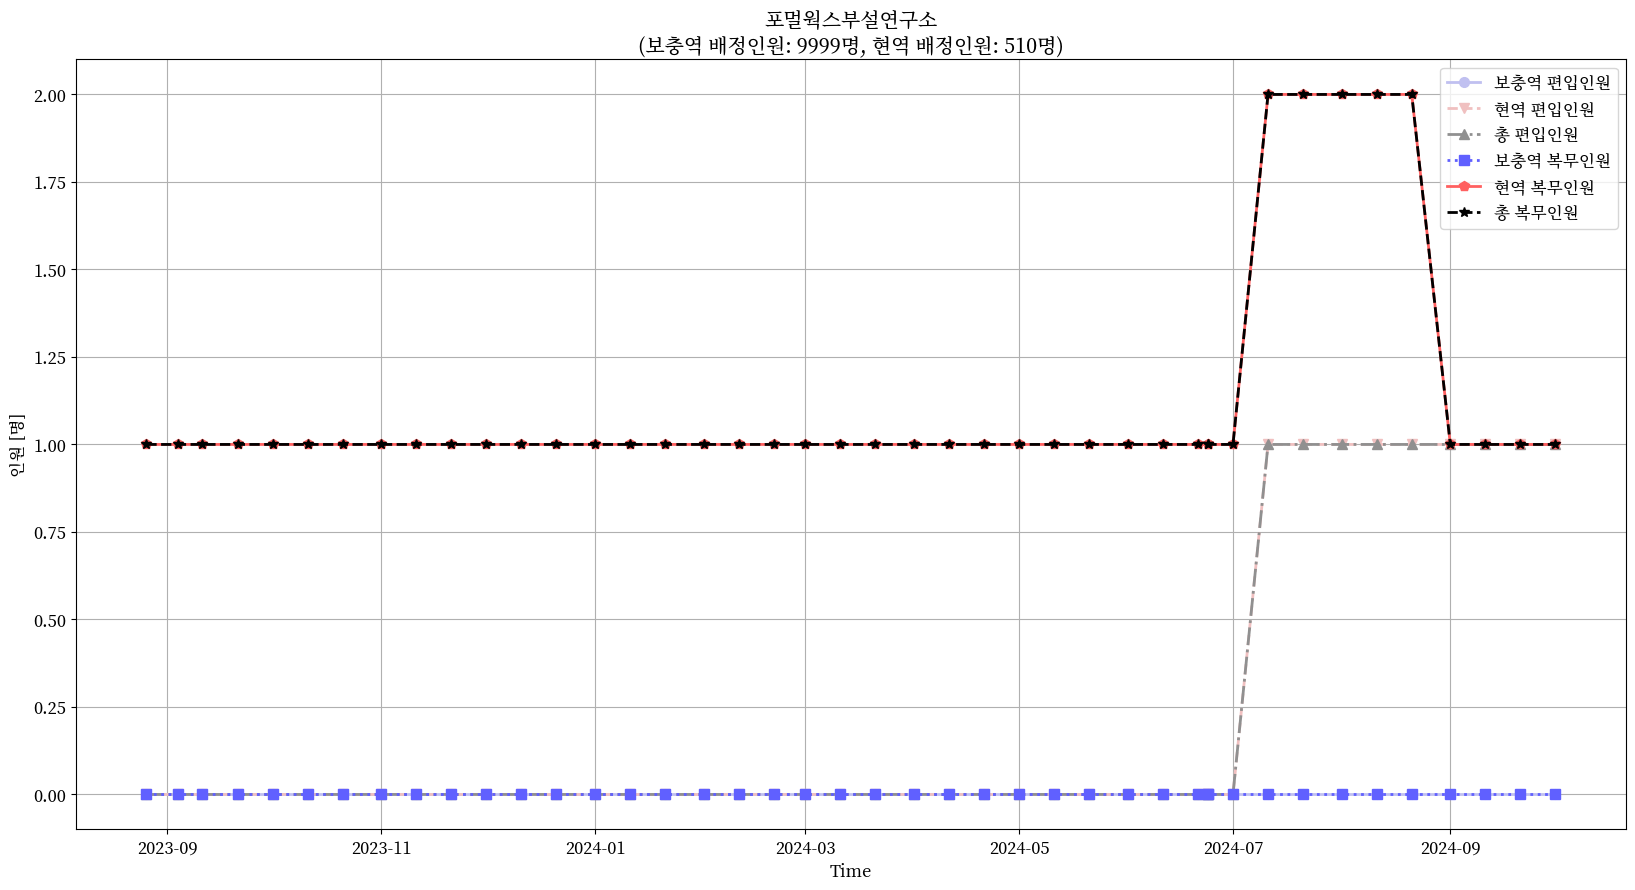 포멀웍스부설연구소
(보충역 배정인원: 9999명, 현역 배정인원: 510명)
보충역 편입인원
현역 편입인원
총 편입인원
보충역 복무인원
현역 복무인원
총 복무인원
인원 [명]
2.00
1.75
1.50
1.25
1.00
0.75
0.50
0.25
0.00
2023-09
2023-11
2024-01
2024-03
2024-05
2024-07
2024-09
Time